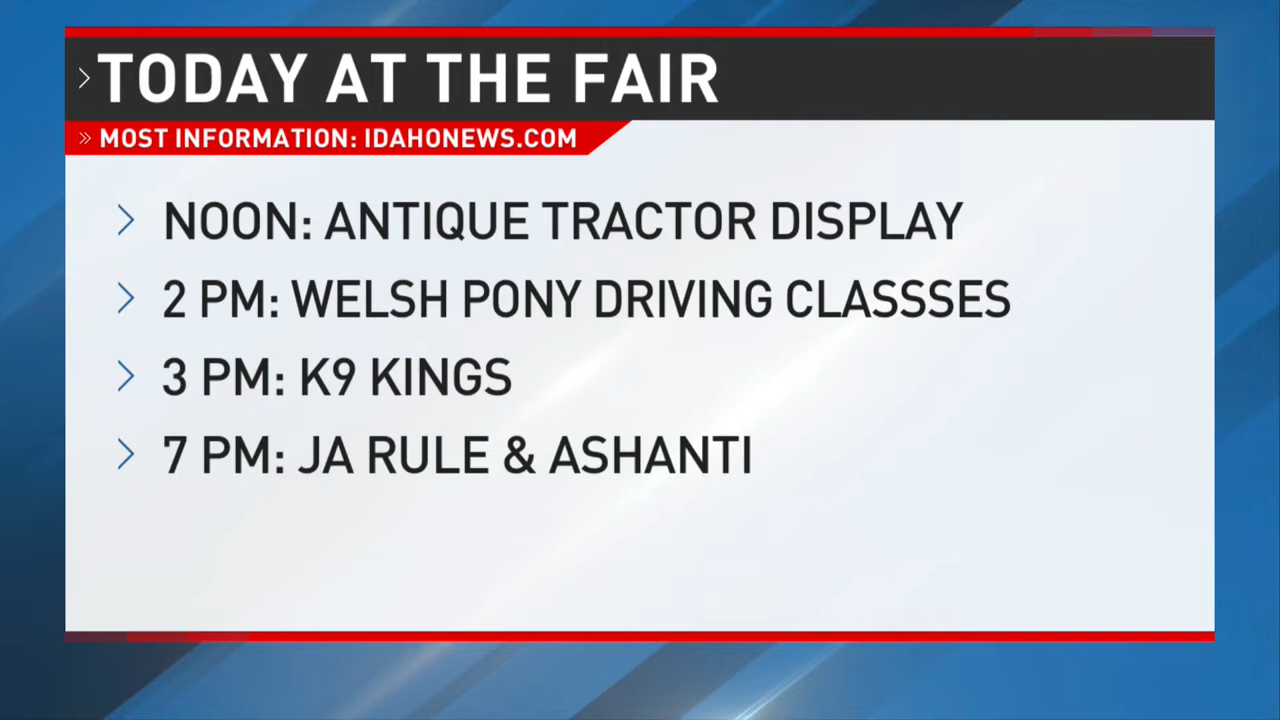 TODAY AT THE FAIR
MOST INFORMATION: IDAHONEWS.COM
NOON: ANTIQUE TRACTOR DISPLAY
2 PM: WELSH PONY DRIVING CLASSSES
3 PM: K9 KINGS
7 PM: JA RULE & ASHANTI